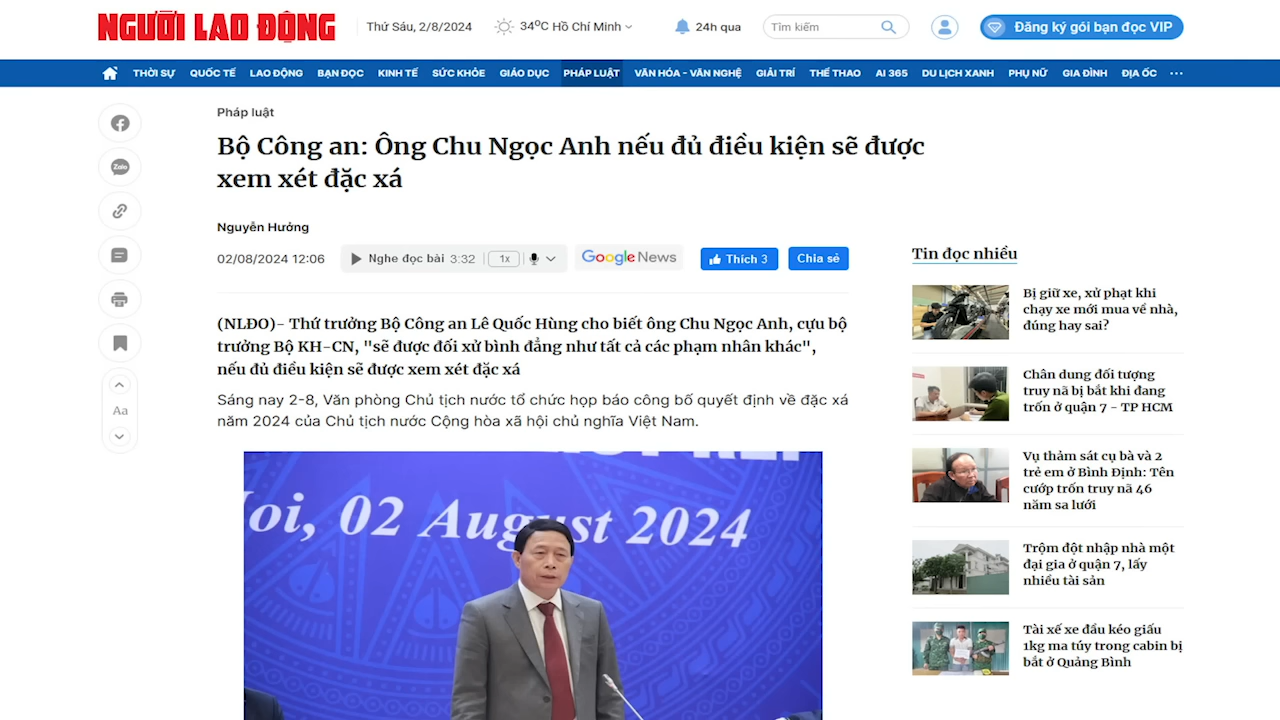 NGƯỜI LAO ĐỘNG
Thứ Sáu, 2/8/2024
34⁰C Hồ Chí Minh
24h qua
Tìm kiếm
Đăng ký gói bạn đọc VIP
THỜI SỰ QUỐC TẾ LAO ĐỘNG BẠN ĐỌC KINH TẾ SỨC KHỎE GIÁO DỤC PHÁP LUẬT VĂN HÓA - VĂN NGHỆ GIẢI TRÍ THỂ THAO AI 365 DU LỊCH XANH PHỤ NỮ GIA ĐÌNH ĐỊA ỐC ...
Pháp luật
Bộ Công an: Ông Chu Ngọc Anh nếu đủ điều kiện sẽ được
xem xét đặc xá
Nguyễn Hưởng
02/08/2024 12:06
Nghe đọc bài 3:32
1x
Google News
Thích 3
Chia sẻ
(NLĐO)- Thứ trưởng Bộ Công an Lê Quốc Hùng cho biết ông Chu Ngọc Anh, cựu bộ
trưởng Bộ KH-CN, "sẽ được đối xử bình đẳng như tất cả các phạm nhân khác",
nếu đủ điều kiện sẽ được xem xét đặc xá
Sáng nay 2-8, Văn phòng Chủ tịch nước tổ chức họp báo công bố quyết định về đặc xá
năm 2024 của Chủ tịch nước Cộng hòa xã hội chủ nghĩa Việt Nam.
Zalo
Aa
oi, 02 August 2024
Tin đọc nhiều
Bị giữ xe, xử phạt khi
chạy xe mới mua về nhà,
đúng hay sai?
Chân dung đối tượng
truy nã bị bắt khi đang
trốn ở quận 7 - TP HCM
Vụ thảm sát cụ bà và 2
trẻ em ở Bình Định: Tên
cướp trốn truy nã 46
năm sa lưới
Trộm đột nhập nhà một
đại gia ở quận 7, lấy
nhiều tài sản
Tài xế xe đầu kéo giấu
1kg ma túy trong cabin bị
bắt ở Quảng Bình